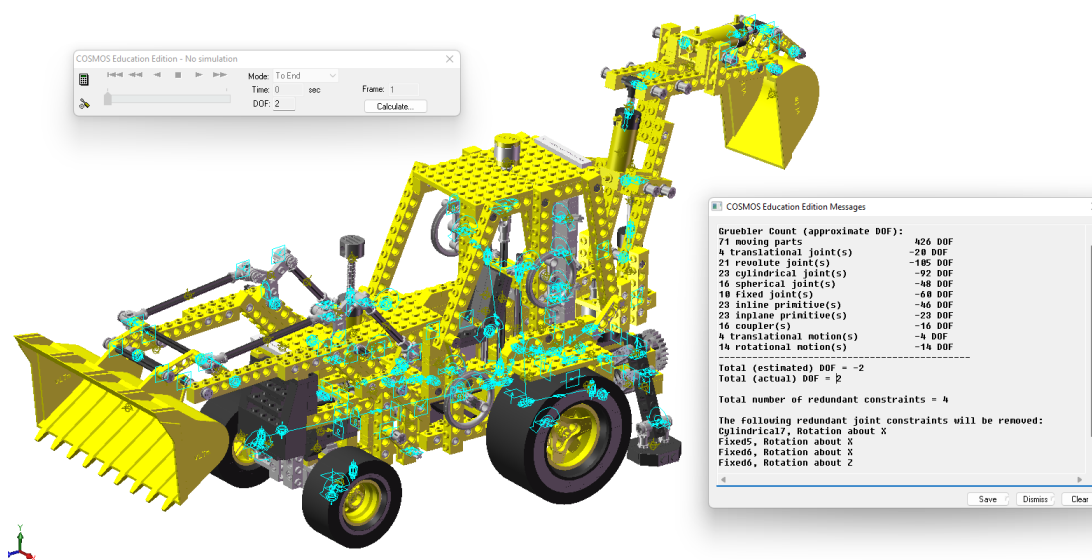 COSMOS Education Edition - No simulation
Mode: To End
Time: 0 sec Frame: 1
DOF: 2 Calculate...
COSMOS Education Edition Messages
Gruebler Count (approximate DOF):
71 moving parts 426 DOF
4 translational joint(s) -20 DOF
21 revolute joint(s) -105 DOF
23 cylindrical joint(s) -92 DOF
16 spherical joint(s) -48 DOF
10 fixed joint(s) -60 DOF
23 inline primitive(s) -46 DOF
23 inplane primitive(s) -23 DOF
16 coupler(s) -16 DOF
4 translational motion(s) -4 DOF
14 rotational motion(s) -14 DOF
Total (estimated) DOF = -2
Total (actual) DOF = 2
Total number of redundant constraints = 4
The following redundant joint constraints will be removed:
Cylindrical7, Rotation about X
Fixed5, Rotation about X
Fixed6, Rotation about X
Fixed6, Rotation about Z
Save Dismiss Clear
Y
X